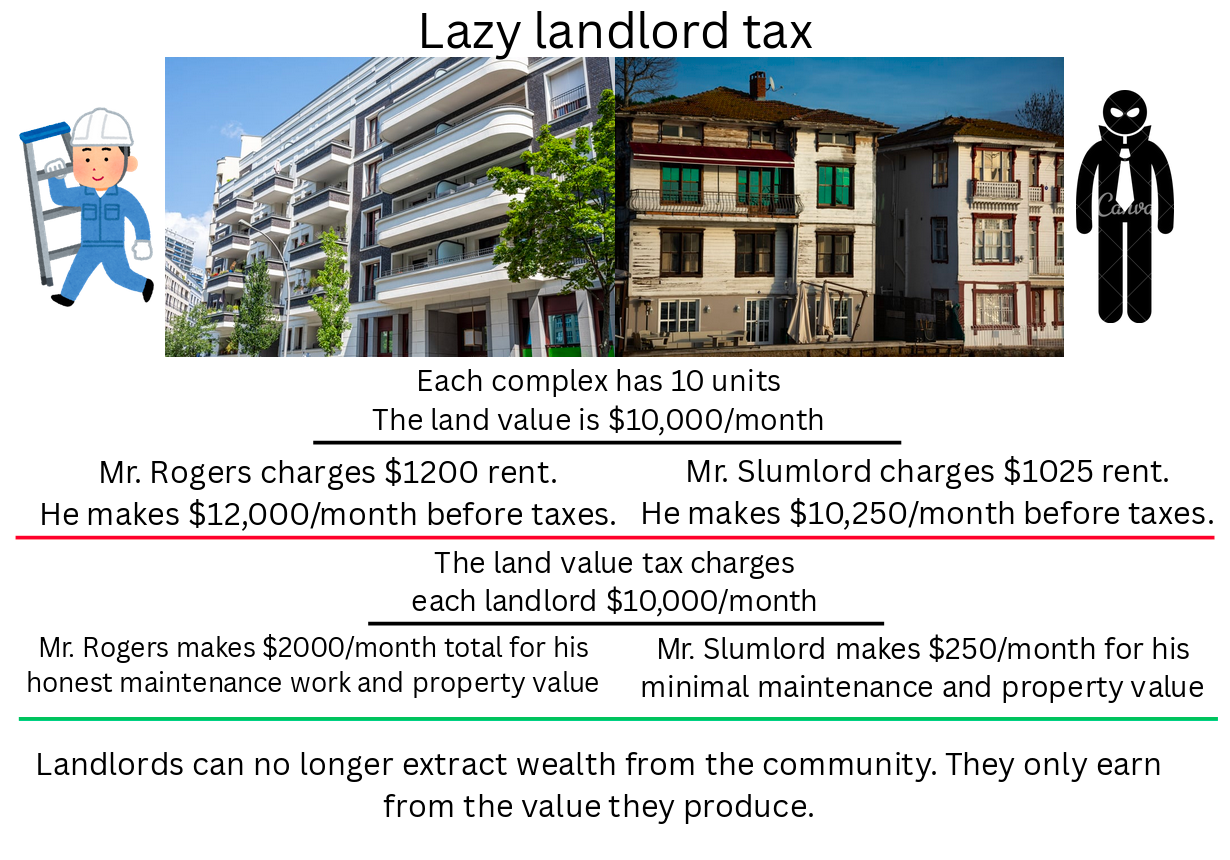 Lazy landlord tax
Canva
Each complex has 10 units
The land value is $10,000/month
Mr. Rogers charges $1200 rent.
He makes $12,000/month before taxes.
Mr. Slumlord charges $1025 rent.
He makes $10,250/month before taxes.
The land value tax charges
each landlord $10,000/month
Mr. Rogers makes $2000/month total for his
honest maintenance work and property value
Mr. Slumlord makes $250/month for his
minimal maintenance and property value
Landlords can no longer extract wealth from the community. They only earn
from the value they produce.